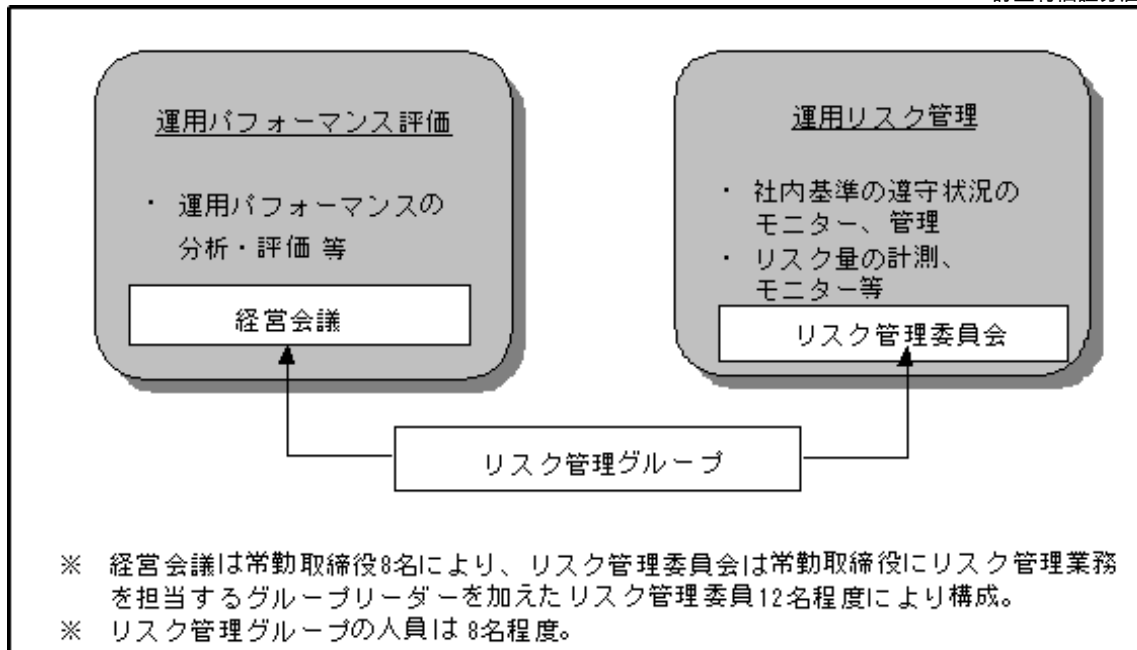 運用パフォーマンス評価
・ 運用パフォーマンスの
分析・評価 等
経営会議
運用リスク管理
・ 社内基準の遵守状況の
モニター、管理
・ リスク量の計測、
モニター等
リスク管理委員会
リスク管理グループ
※ 経営会議は常勤取締役8名により、リスク管理委員会は常勤取締役にリスク管理業務
を担当するグループリーダーを加えたリスク管理委員12名程度により構成。
※ リスク管理グループの人員は 8名程度。